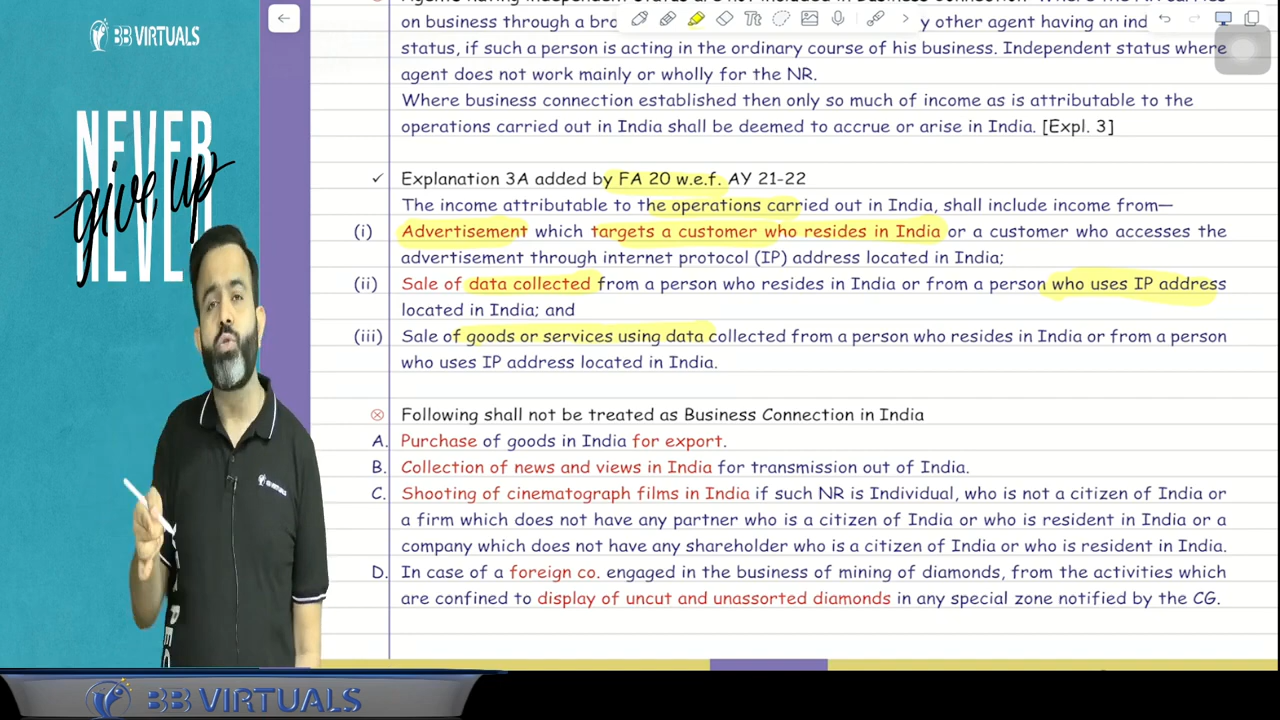 BB VIRTUALS
NEVER
give up
NEVER
on business through a bro
y other agent having an ind
status, if such a person is acting in the ordinary course of his business. Independent status where
agent does not work mainly or wholly for the NR.
Where business connection established then only so much of income as is attributable to the
operations carried out in India shall be deemed to accrue or arise in India. [Expl. 3]
✓ Explanation 3A added by FA 20 w.e.f. AY 21-22
The income attributable to the operations carried out in India, shall include income from—
(i) Advertisement which targets a customer who resides in India or a customer who accesses the
advertisement through internet protocol (IP) address located in India;
(ii) Sale of data collected from a person who resides in India or from a person who uses IP address
located in India; and
(iii) Sale of goods or services using data collected from a person who resides in India or from a person
who uses IP address located in India.
Following shall not be treated as Business Connection in India
A. Purchase of goods in India for export.
B. Collection of news and views in India for transmission out of India.
C. Shooting of cinematograph films in India if such NR is Individual, who is not a citizen of India or
a firm which does not have any partner who is a citizen of India or who is resident in India or a
company which does not have any shareholder who is a citizen of India or who is resident in India.
D. In case of a foreign co. engaged in the business of mining of diamonds, from the activities which
are confined to display of uncut and unassorted diamonds in any special zone notified by the CG.
BB VIRTUALS
BB VIRTUALS